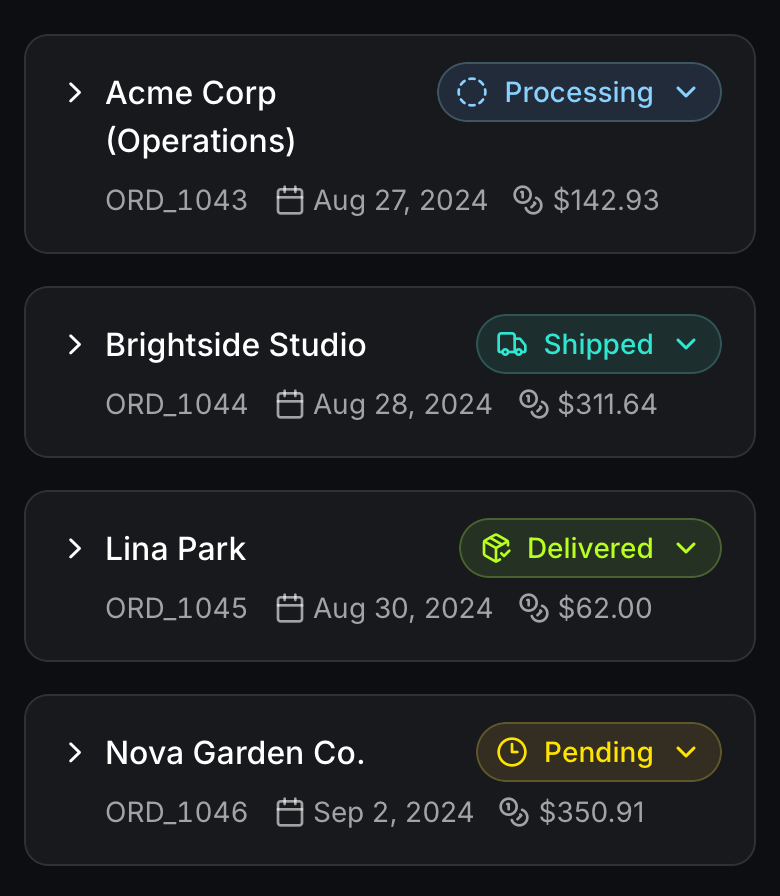 Acme Corp
(Operations)
Processing
ORD_1043 Aug 27, 2024 $142.93
Brightside Studio
Shipped
ORD_1044 Aug 28, 2024 $311.64
Lina Park
Delivered
ORD_1045 Aug 30, 2024 $62.00
Nova Garden Co.
Pending
ORD_1046 Sep 2, 2024 $350.91